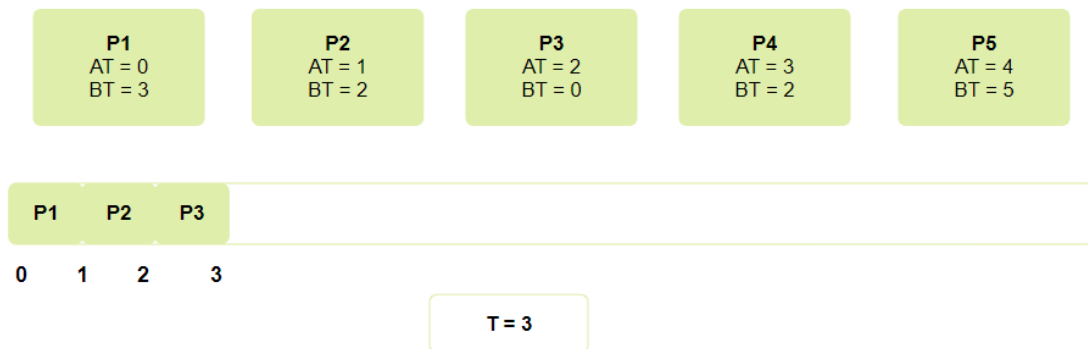 P1
AT = 0
BT = 3
P2
AT = 1
BT = 2
P3
AT = 2
BT = 0
P4
AT = 3
BT = 2
P5
AT = 4
BT = 5
P1 P2 P3
0 1 2 3
T = 3